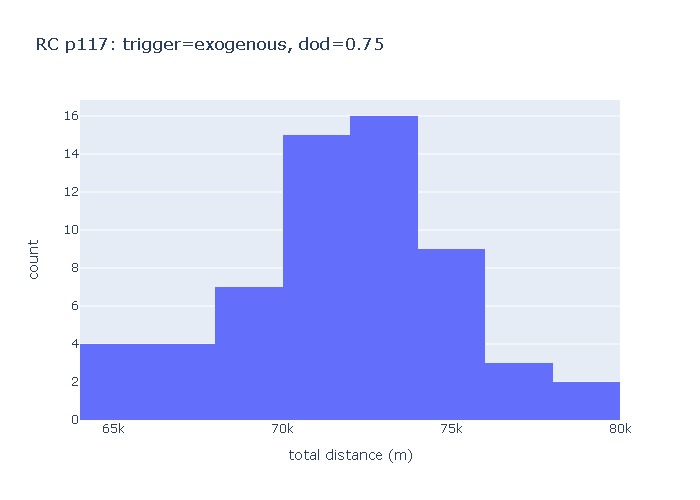 RC p117: trigger=exogenous, dod=0.75
16
14
12
10
8
6
4
2
0
count
65k 70k 75k 80k
total distance (m)